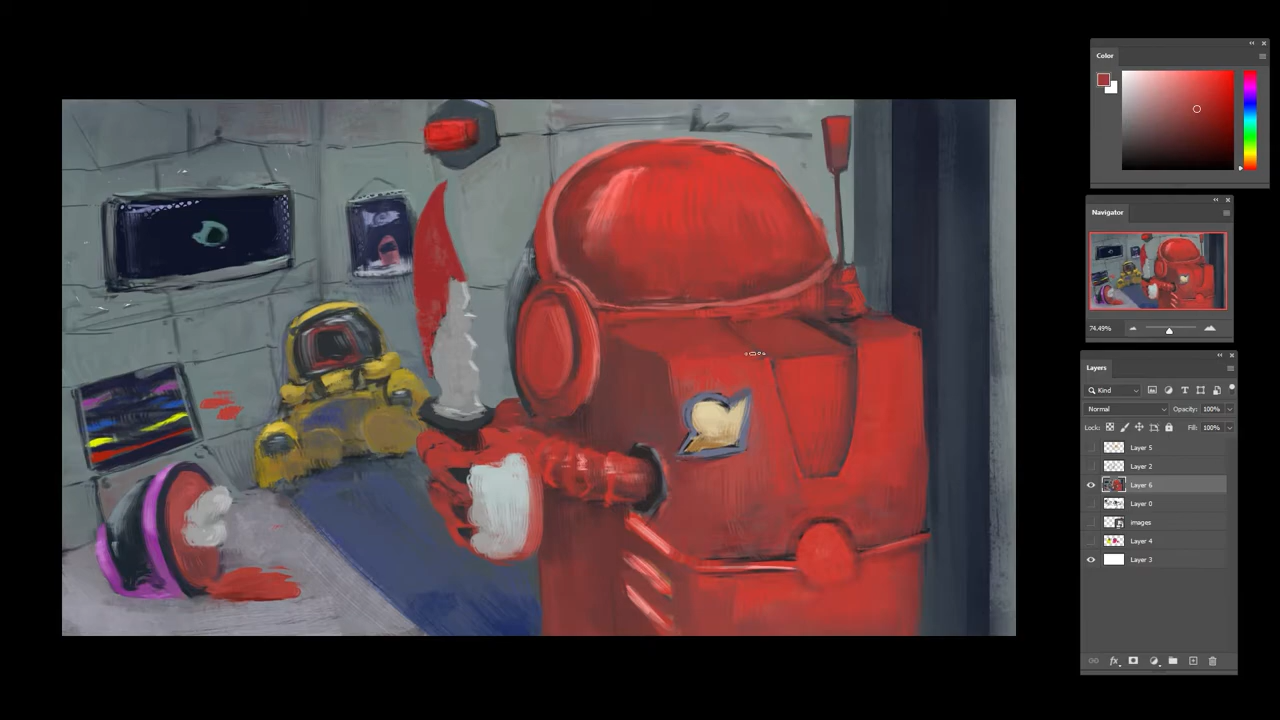 Color
Navigator
74.49%
Layers
Kind
Normal
Opacity: 100%
Lock:
Fill: 100%
Layer 5
Layer 2
Layer 6
Layer 0
images
Layer 4
Layer 3
fx